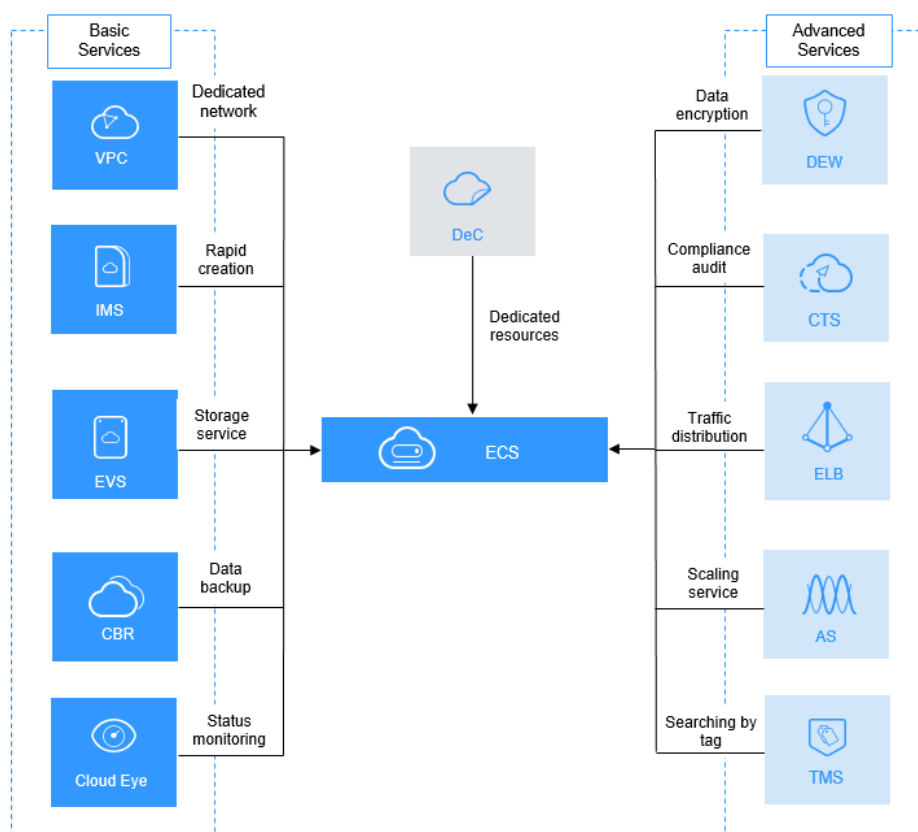 Basic
Services
Advanced
Services
Dedicated
network
VPC
Rapid
creation
IMS
Storage
service
EVS
Data
backup
CBR
Status
monitoring
Cloud Eye
DeC
Dedicated
resources
ECS
Data
encryption
DEW
Compliance
audit
CTS
Traffic
distribution
ELB
Scaling
service
AS
Searching by
tag
TMS